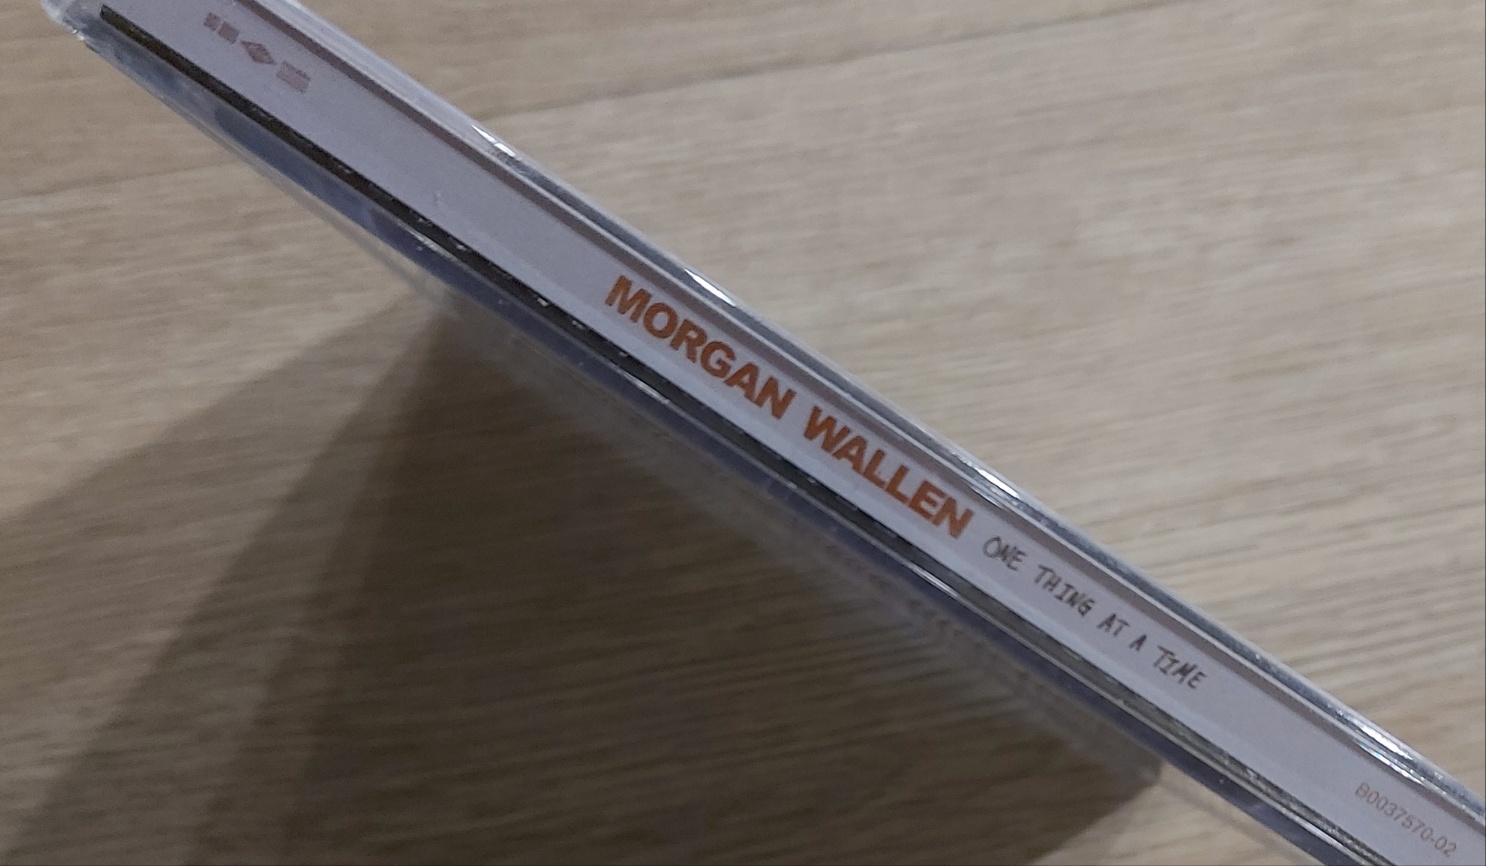 MORGAN WALLEN ONE THING AT A TIME B0037570-02